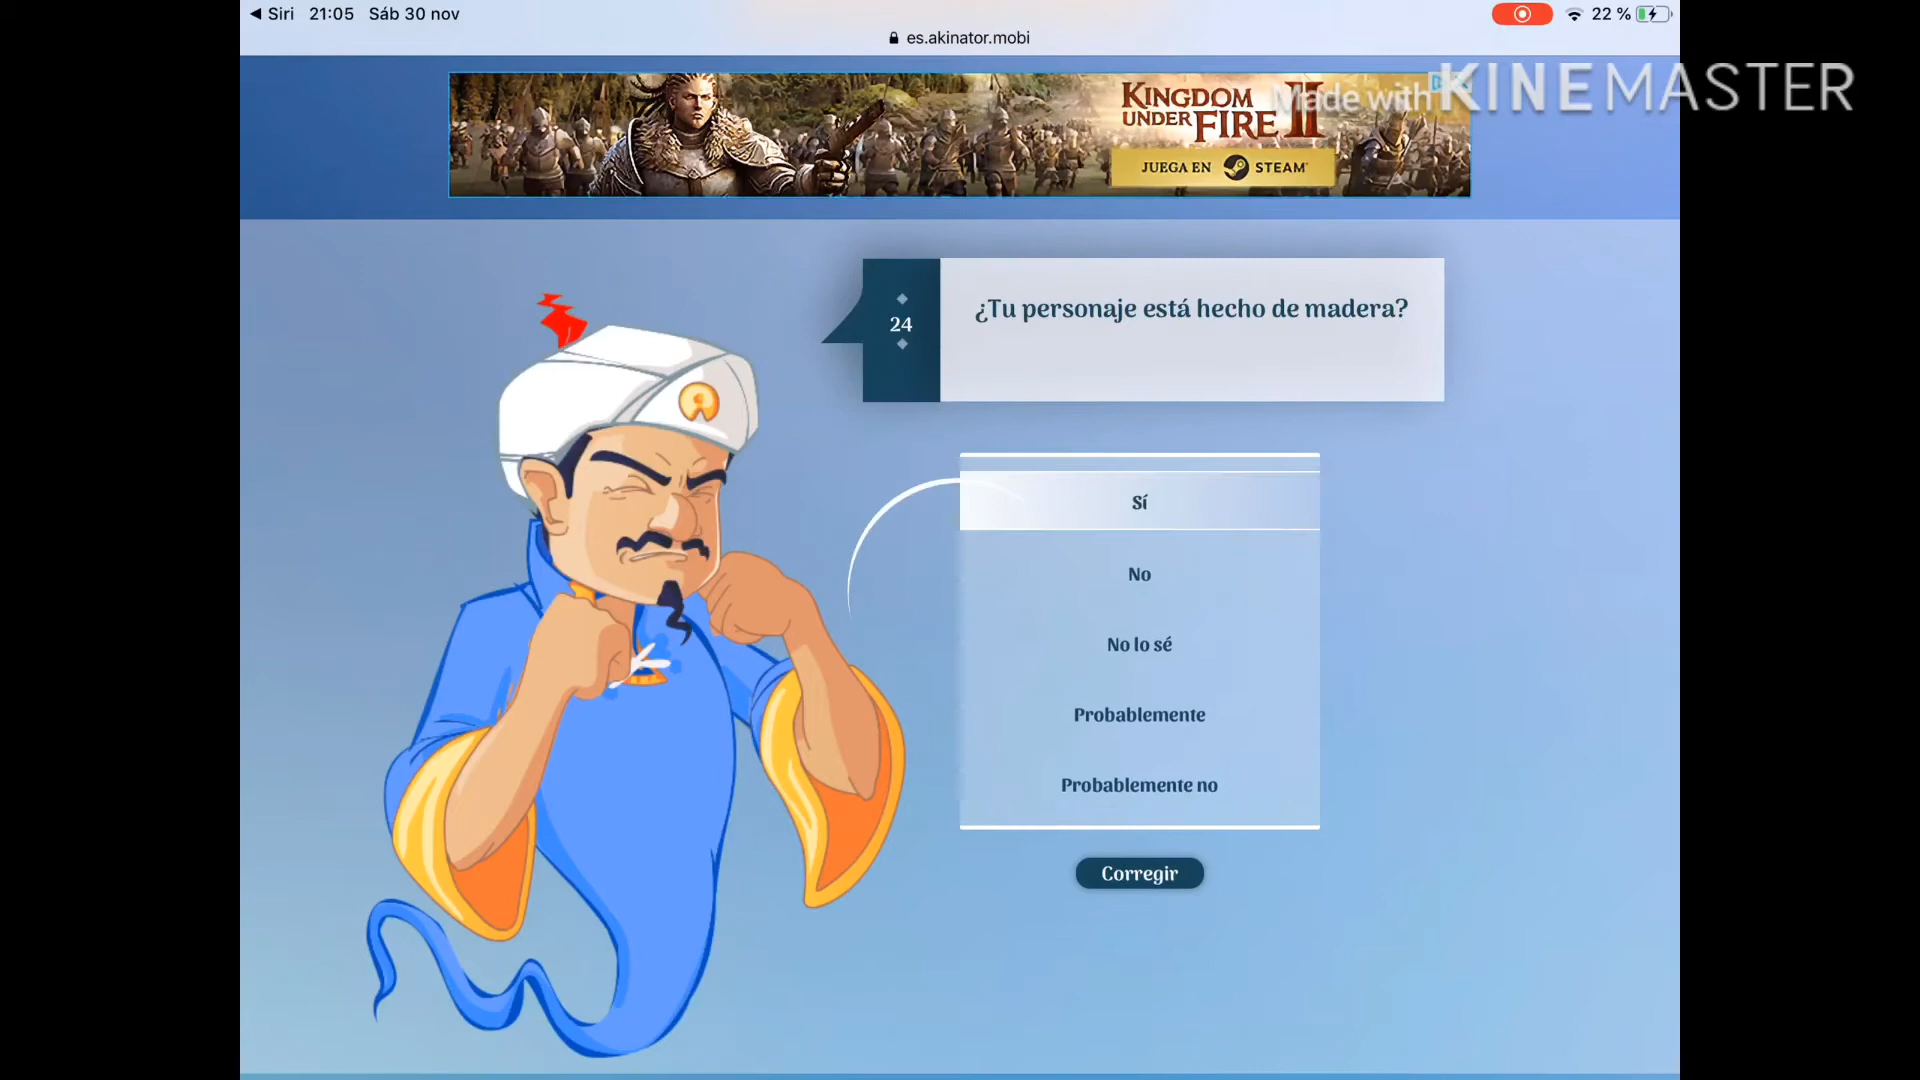 Siri 21:05 Sáb 30 nov
22 %
es.akinator.mobi
KINGDOM
UNDER FIRE II
JUEGA EN STEAM
Made with KINEMASTER
24
¿Tu personaje está hecho de madera?
Sí
No
No lo sé
Probablemente
Probablemente no
Corregir